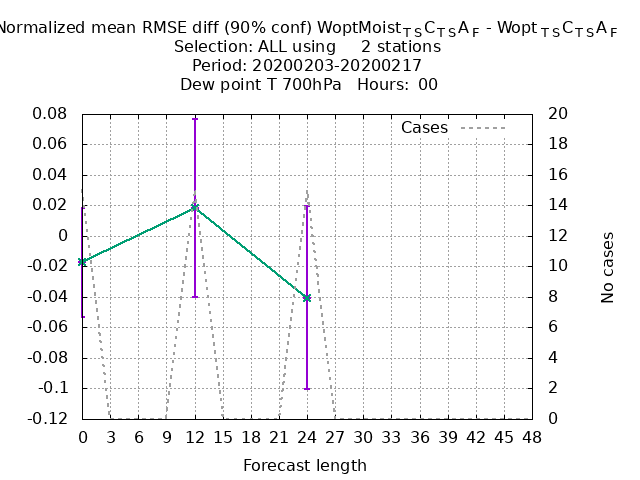 Normalized mean RMSE diff (90% conf) WoptMoist_TSC_TSA_F - Wopt_TSC_TSA_F
Selection: ALL using 2 stations
Period: 20200203-20200217
Dew point T 700hPa Hours: 00
Cases
0.08
0.06
0.04
0.02
0
-0.02
-0.04
-0.06
-0.08
-0.1
-0.12
20
18
16
14
12
10
8
6
4
2
0
No cases
0 3 6 9 12 15 18 21 24 27 30 33 36 39 42 45 48
Forecast length